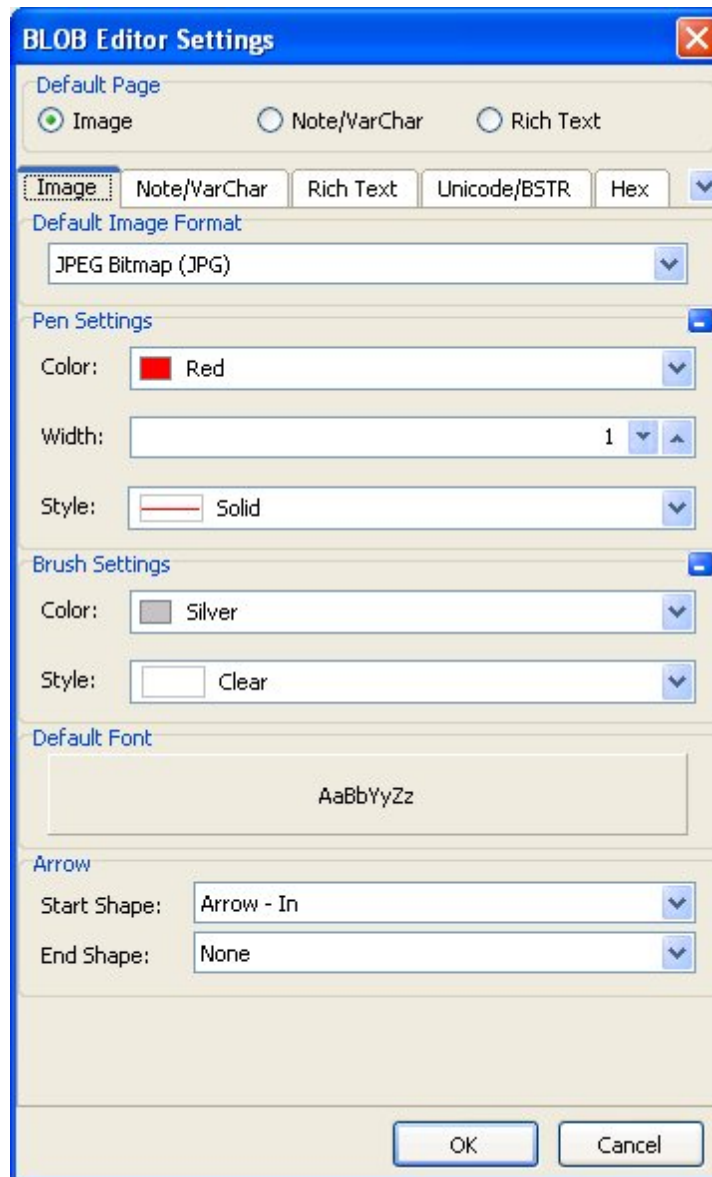 BLOB Editor Settings
Default Page
Image Note/VarChar Rich Text
Image Note/VarChar Rich Text Unicode/BSTR Hex
Default Image Format
JPEG Bitmap (JPG)
Pen Settings
Color: Red
Width: 1
Style: Solid
Brush Settings
Color: Silver
Style: Clear
Default Font
AaBbYyZz
Arrow
Start Shape: Arrow - In
End Shape: None
OK Cancel